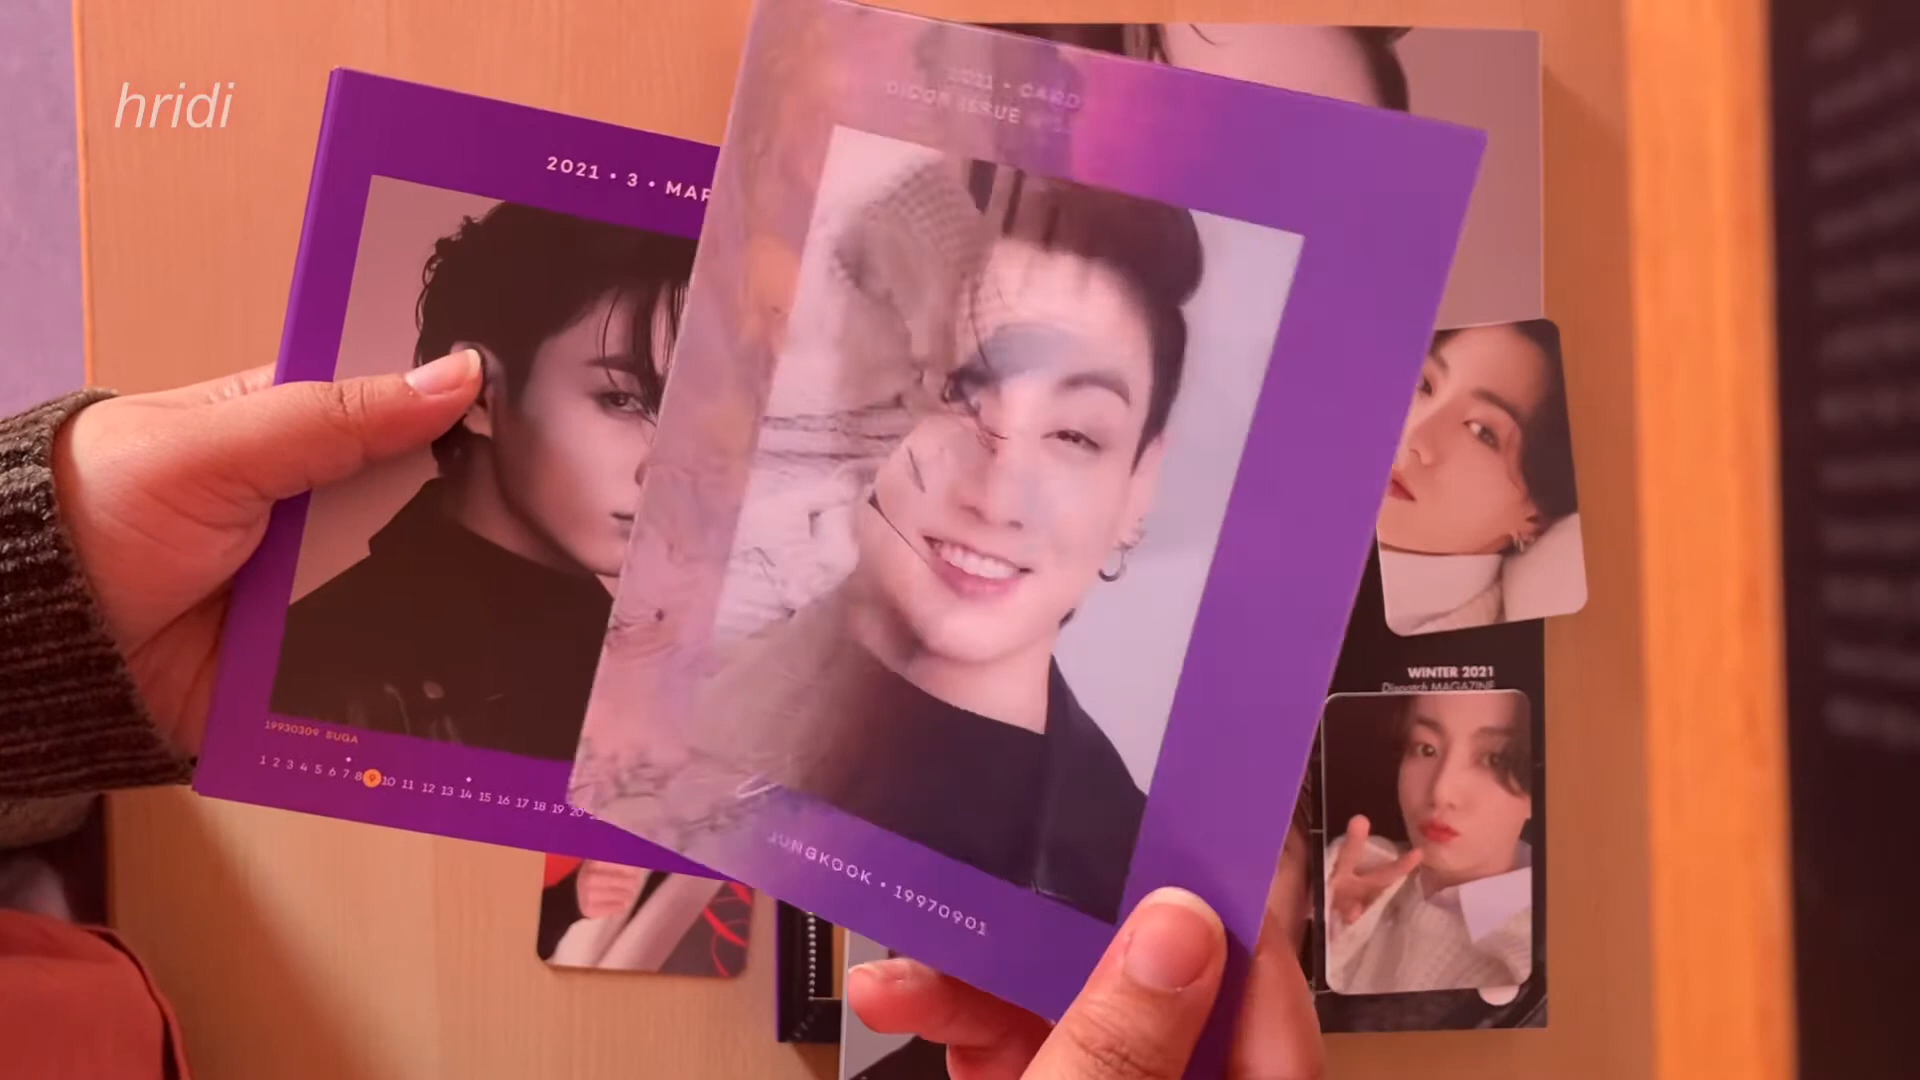 hridi
2021 • 3 • MAR
2021 • CARD
DICON ISSUE
WINTER 2021
Dispatch MAGAZINE
19930309 SUGA
1 2 3 4 5 6 7 8 9 10 11 12 13 14 15 16 17 18 19 20
JUNGKOOK • 19970901